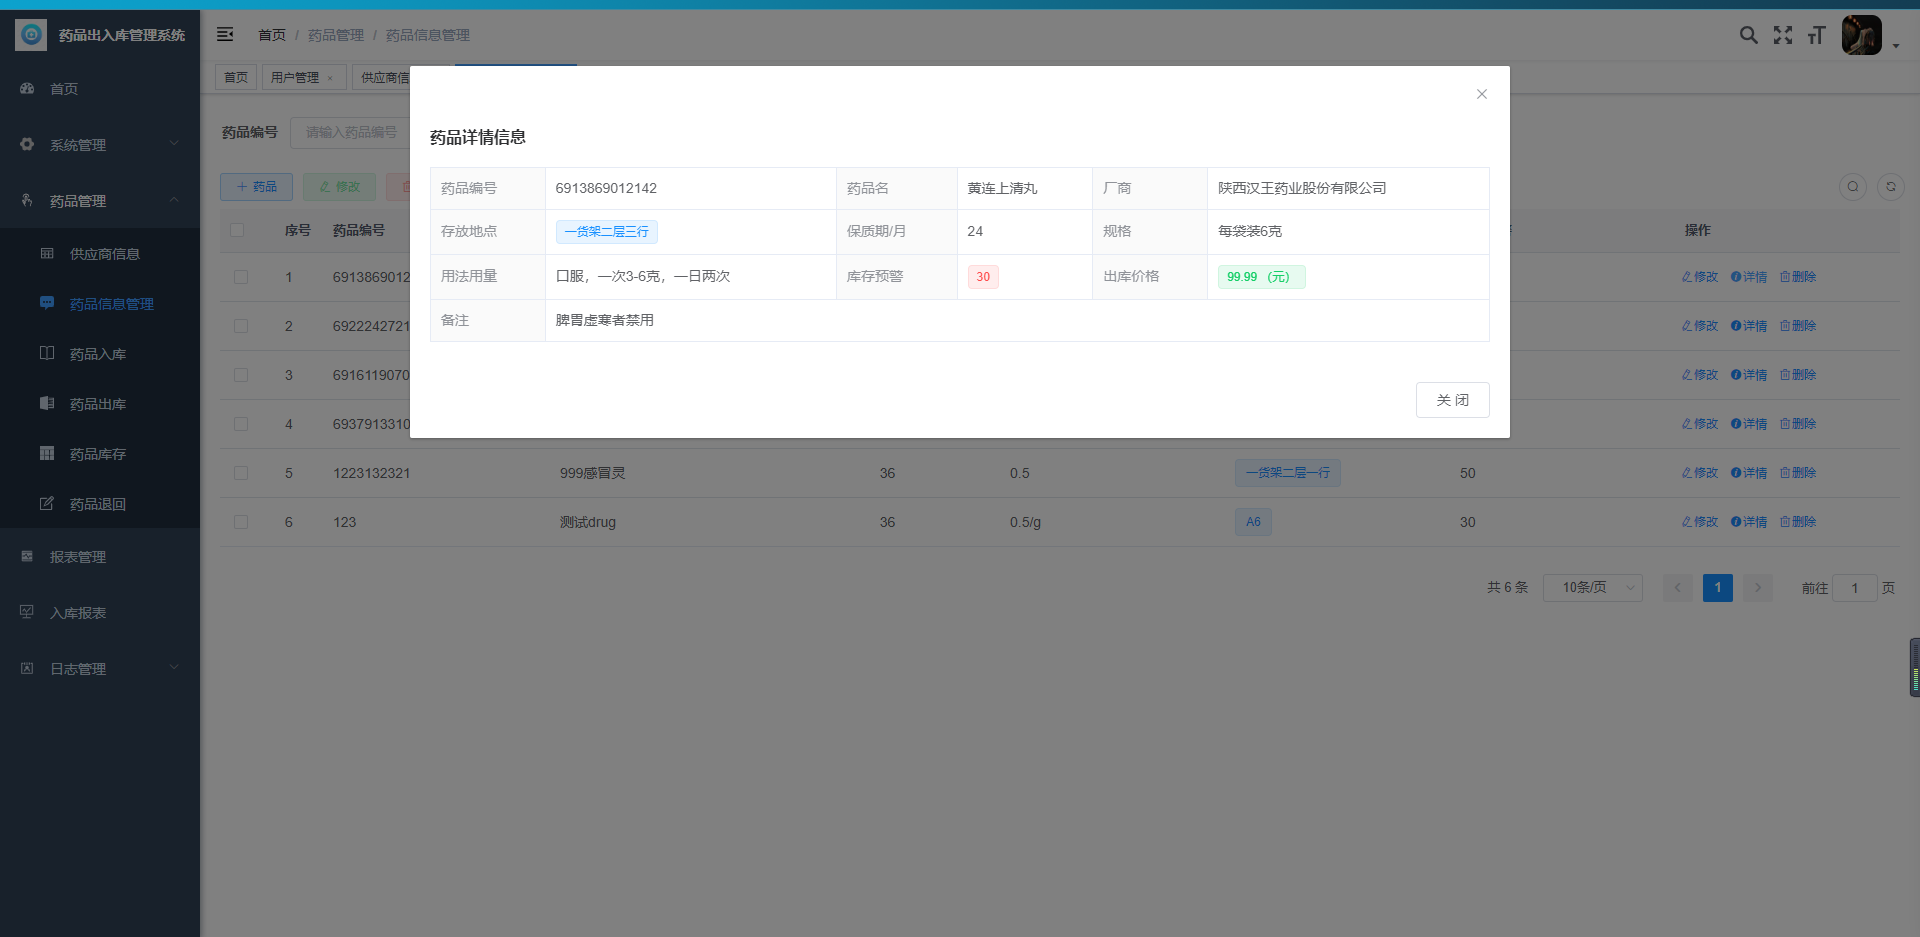 药品出入库管理系统
首页 / 药品管理 / 药品信息管理
首页
用户管理 ×
供应商信
首页
系统管理
药品管理
供应商信息
药品信息管理
药品入库
药品出库
药品库存
药品退回
报表管理
入库报表
日志管理
药品编号 请输入药品编号
+ 药品
修改
药品详情信息
药品编号 6913869012142 药品名 黄连上清丸 厂商 陕西汉王药业股份有限公司
存放地点 一货架二层三行 保质期/月 24 规格 每袋装6克
用法用量 口服，一次3-6克，一日两次 库存预警 30 出库价格 99.99 （元）
备注 脾胃虚寒者禁用
关 闭
序号 药品编号 操作
1 6913869012 修改 详情 删除
2 6922242721 修改 详情 删除
3 6916119070 修改 详情 删除
4 6937913310 修改 详情 删除
5 1223132321 999感冒灵 36 0.5 一货架二层一行 50 修改 详情 删除
6 123 测试drug 36 0.5/g A6 30 修改 详情 删除
共 6 条 10条/页 1 前往 1 页